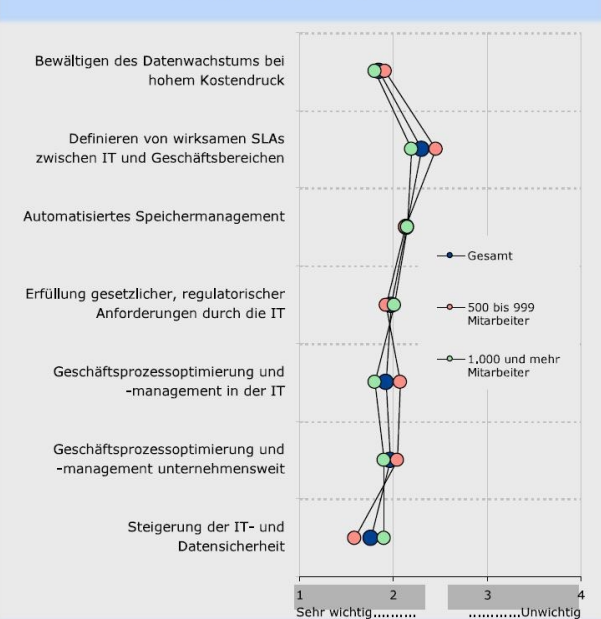 Bewältigen des Datenwachstums bei
hohem Kostendruck
Definieren von wirksamen SLAs
zwischen IT und Geschäftsbereichen
Automatisiertes Speichermanagement
Gesamt
Erfüllung gesetzlicher, regulatorischer
Anforderungen durch die IT
500 bis 999
Mitarbeiter
1.000 und mehr
Mitarbeiter
Geschäftsprozessoptimierung und
-management in der IT
Geschäftsprozessoptimierung und
-management unternehmensweit
Steigerung der IT- und
Datensicherheit
1 2 3 4
Sehr wichtig......... ...........Unwichtig